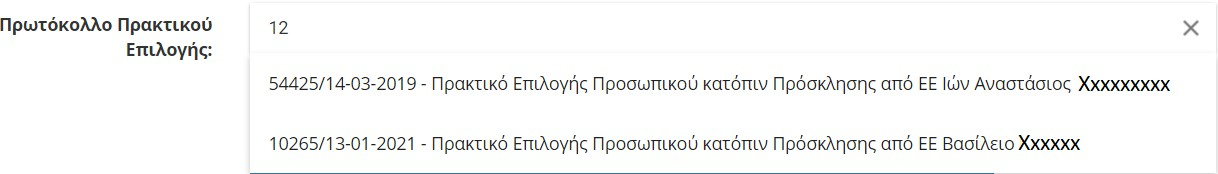 Πρωτόκολλο Πρακτικού
Επιλογής:
12
54425/14-03-2019 - Πρακτικό Επιλογής Προσωπικού κατόπιν Πρόσκλησης από ΕΕ Ιών Αναστάσιος Xxxxxxxxx
10265/13-01-2021 - Πρακτικό Επιλογής Προσωπικού κατόπιν Πρόσκλησης από ΕΕ Βασίλειο Xxxxxx